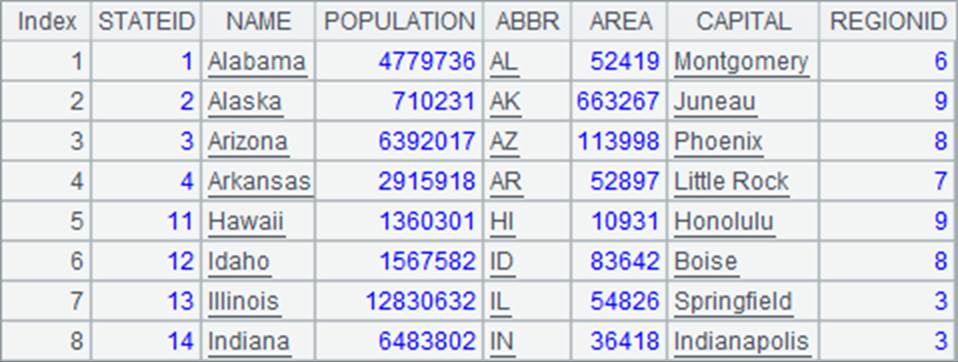 Index STATEID NAME POPULATION ABBR AREA CAPITAL REGIONID
1 1 Alabama 4779736 AL 52419 Montgomery 6
2 2 Alaska 710231 AK 663267 Juneau 9
3 3 Arizona 6392017 AZ 113998 Phoenix 8
4 4 Arkansas 2915918 AR 52897 Little Rock 7
5 11 Hawaii 1360301 HI 10931 Honolulu 9
6 12 Idaho 1567582 ID 83642 Boise 8
7 13 Illinois 12830632 IL 54826 Springfield 3
8 14 Indiana 6483802 IN 36418 Indianapolis 3